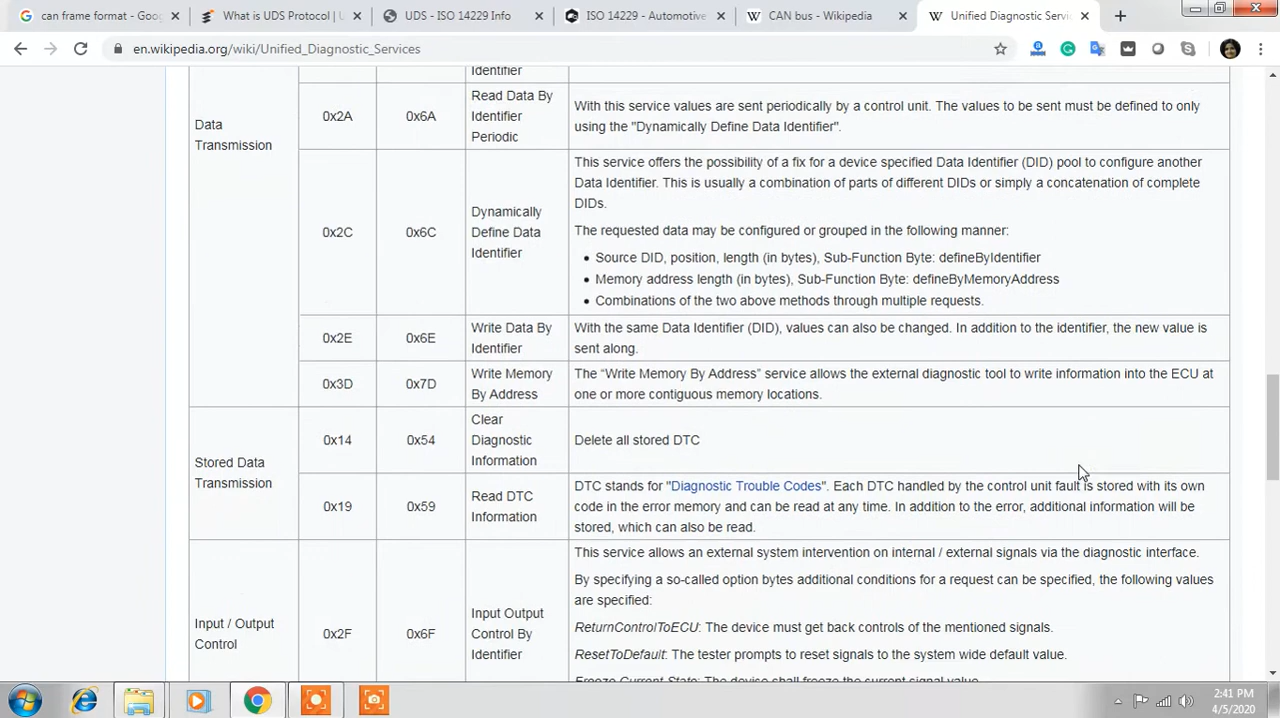 can frame format - Goog
What is UDS Protocol | U
UDS - ISO 14229 Info
ISO 14229 - Automotive
CAN bus - Wikipedia
Unified Diagnostic Servi
en.wikipedia.org/wiki/Unified_Diagnostic_Services
Identifier
Data
Transmission
0x2A
0x6A
Read Data By
Identifier
Periodic
With this service values are sent periodically by a control unit. The values to be sent must be defined to only
using the "Dynamically Define Data Identifier".
0x2C
0x6C
Dynamically
Define Data
Identifier
This service offers the possibility of a fix for a device specified Data Identifier (DID) pool to configure another
Data Identifier. This is usually a combination of parts of different DIDs or simply a concatenation of complete
DIDs.
The requested data may be configured or grouped in the following manner:
• Source DID, position, length (in bytes), Sub-Function Byte: defineByIdentifier
• Memory address length (in bytes), Sub-Function Byte: defineByMemoryAddress
• Combinations of the two above methods through multiple requests.
0x2E
0x6E
Write Data By
Identifier
With the same Data Identifier (DID), values can also be changed. In addition to the identifier, the new value is
sent along.
0x3D
0x7D
Write Memory
By Address
The “Write Memory By Address” service allows the external diagnostic tool to write information into the ECU at
one or more contiguous memory locations.
Stored Data
Transmission
0x14
0x54
Clear
Diagnostic
Information
Delete all stored DTC
0x19
0x59
Read DTC
Information
DTC stands for "Diagnostic Trouble Codes". Each DTC handled by the control unit fault is stored with its own
code in the error memory and can be read at any time. In addition to the error, additional information will be
stored, which can also be read.
Input / Output
Control
0x2F
0x6F
Input Output
Control By
Identifier
This service allows an external system intervention on internal / external signals via the diagnostic interface.
By specifying a so-called option bytes additional conditions for a request can be specified, the following values
are specified:
ReturnControlToECU: The device must get back controls of the mentioned signals.
ResetToDefault: The tester prompts to reset signals to the system wide default value.
Freeze Current State: The device shall freeze the current signal value.
2:41 PM
4/5/2020